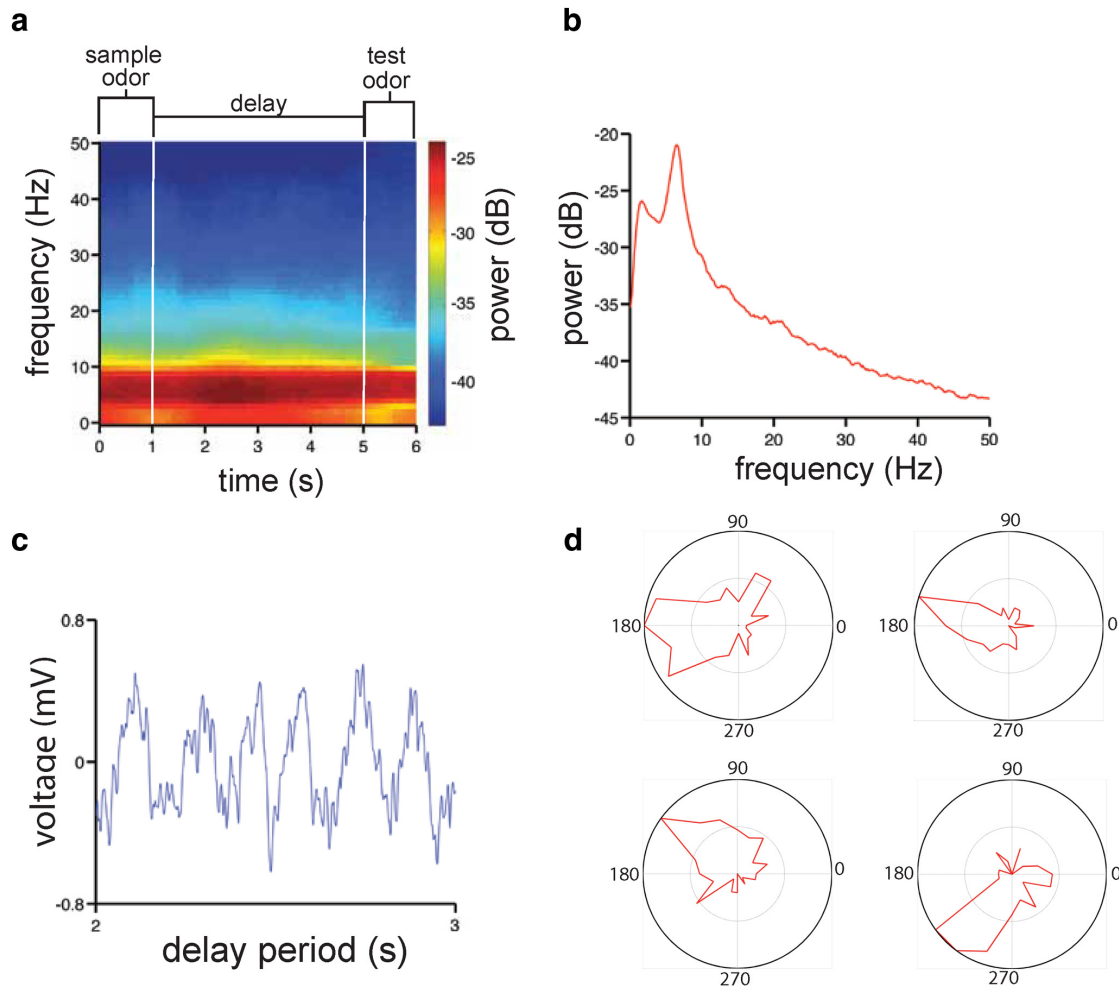 a
sample odor
delay
test odor
50
40
30
20
10
0
frequency (Hz)
0 1 2 3 4 5 6
time (s)
-25
-30
-35
-40
power (dB)
b
-20
-25
-30
-35
-40
-45
power (dB)
0 10 20 30 40 50
frequency (Hz)
c
0.8
0
-0.8
voltage (mV)
2 3
delay period (s)
d
90
180 0
270
90
180 0
270
90
180 0
270
90
180 0
270